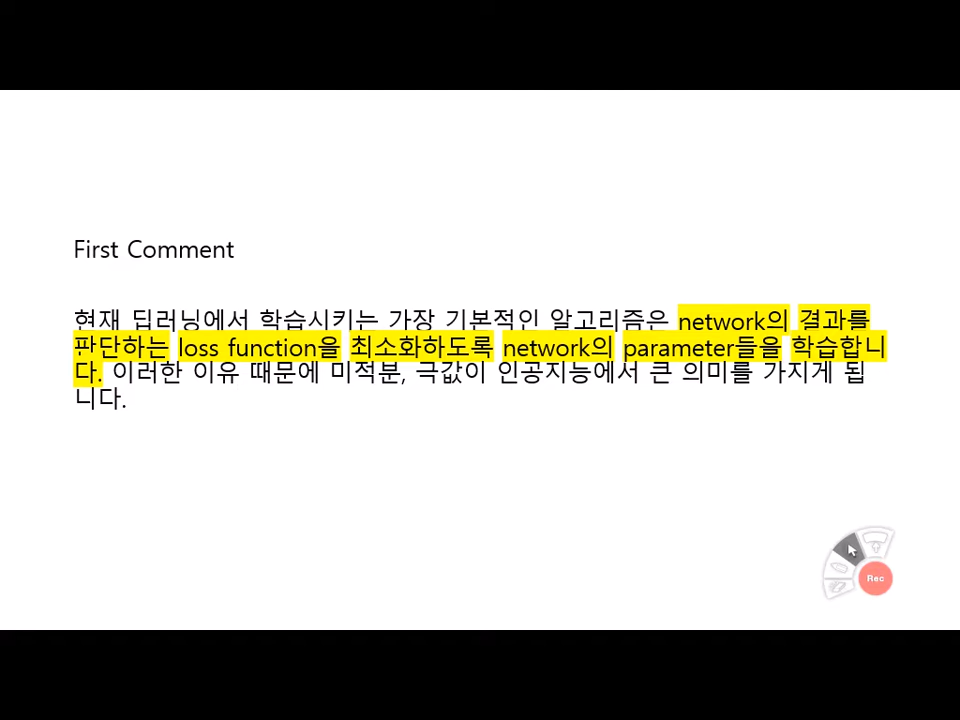 First Comment
현재 딥러닝에서 학습시키는 가장 기본적인 알고리즘은 network의 결과를
판단하는 loss function을 최소화하도록 network의 parameter들을 학습합니
다. 이러한 이유 때문에 미적분, 극값이 인공지능에서 큰 의미를 가지게 됩
니다.
Rec